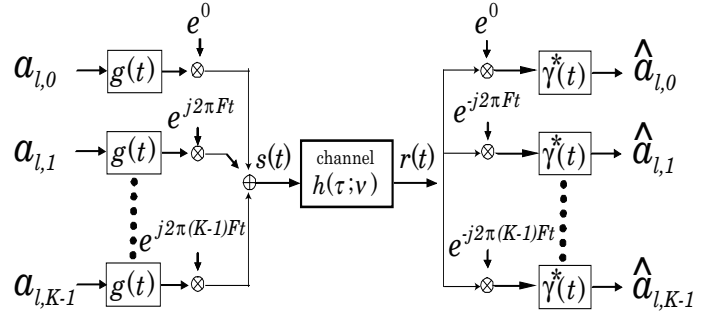 e^0
a_{l,0} g(t)
e^{j2πFt}
a_{l,1} g(t)
e^{j2π(K-1)Ft}
a_{l,K-1} g(t)
s(t)
channel
h(τ;ν)
r(t)
e^0
γ*(t) â_{l,0}
e^{-j2πFt}
γ*(t) â_{l,1}
e^{-j2π(K-1)Ft}
γ*(t) â_{l,K-1}